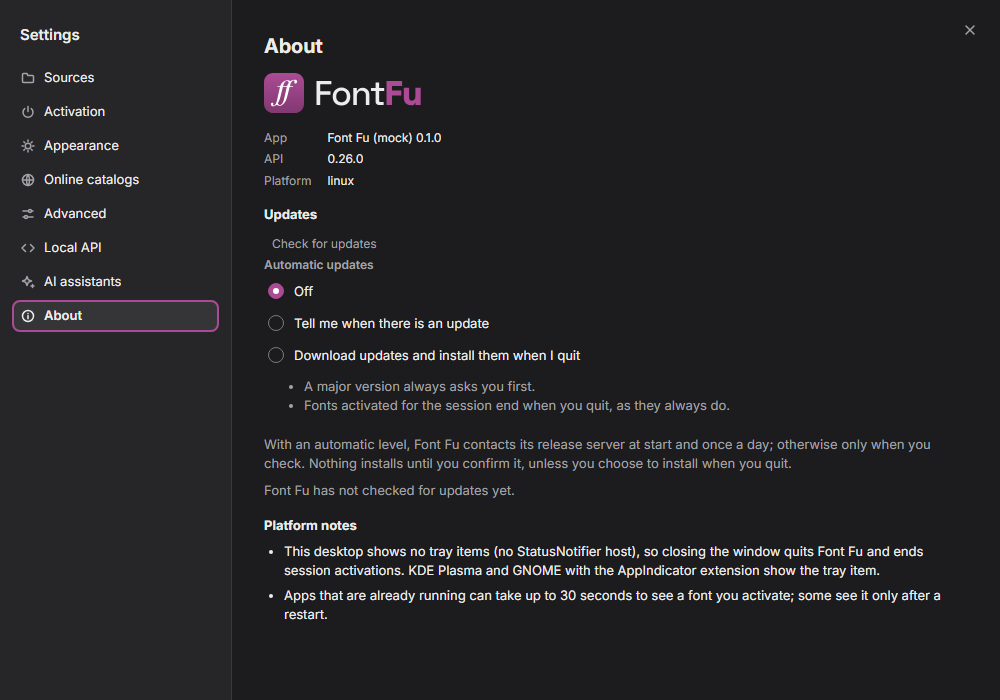 Settings
Sources
Activation
Appearance
Online catalogs
Advanced
Local API
AI assistants
About
About
ff FontFu
App Font Fu (mock) 0.1.0
API 0.26.0
Platform linux
Updates
Check for updates
Automatic updates
Off
Tell me when there is an update
Download updates and install them when I quit
• A major version always asks you first.
• Fonts activated for the session end when you quit, as they always do.
With an automatic level, Font Fu contacts its release server at start and once a day; otherwise only when you
check. Nothing installs until you confirm it, unless you choose to install when you quit.
Font Fu has not checked for updates yet.
Platform notes
• This desktop shows no tray items (no StatusNotifier host), so closing the window quits Font Fu and ends
session activations. KDE Plasma and GNOME with the AppIndicator extension show the tray item.
• Apps that are already running can take up to 30 seconds to see a font you activate; some see it only after a
restart.